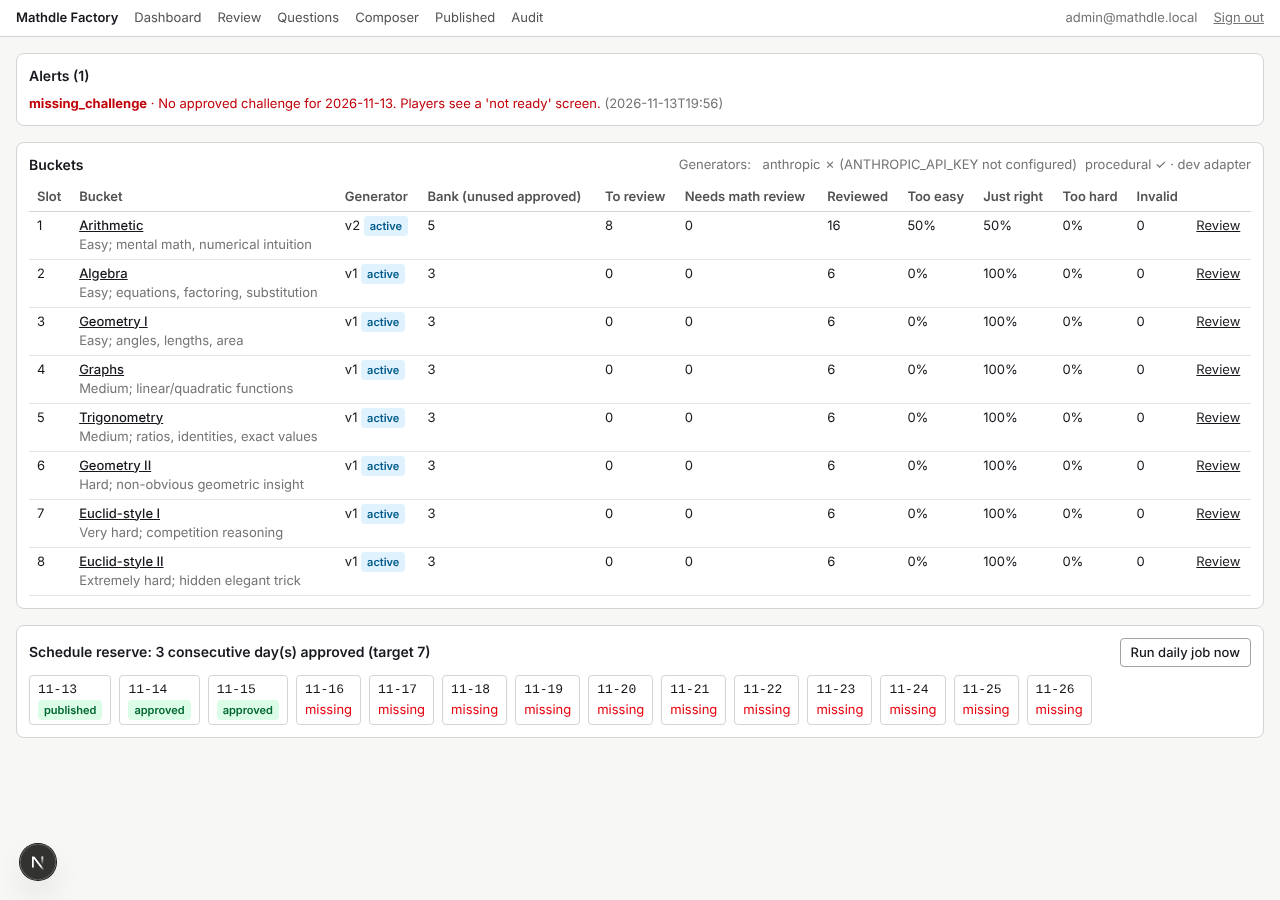 Mathdle Factory Dashboard Review Questions Composer Published Audit admin@mathdle.local Sign out
Alerts (1)
missing_challenge · No approved challenge for 2026-11-13. Players see a 'not ready' screen. (2026-11-13T19:56)
Buckets Generators: anthropic ✕ (ANTHROPIC_API_KEY not configured) procedural ✓ · dev adapter
Slot Bucket Generator Bank (unused approved) To review Needs math review Reviewed Too easy Just right Too hard Invalid
1 Arithmetic v2 active 5 8 0 16 50% 50% 0% 0 Review
Easy; mental math, numerical intuition
2 Algebra v1 active 3 0 0 6 0% 100% 0% 0 Review
Easy; equations, factoring, substitution
3 Geometry I v1 active 3 0 0 6 0% 100% 0% 0 Review
Easy; angles, lengths, area
4 Graphs v1 active 3 0 0 6 0% 100% 0% 0 Review
Medium; linear/quadratic functions
5 Trigonometry v1 active 3 0 0 6 0% 100% 0% 0 Review
Medium; ratios, identities, exact values
6 Geometry II v1 active 3 0 0 6 0% 100% 0% 0 Review
Hard; non-obvious geometric insight
7 Euclid-style I v1 active 3 0 0 6 0% 100% 0% 0 Review
Very hard; competition reasoning
8 Euclid-style II v1 active 3 0 0 6 0% 100% 0% 0 Review
Extremely hard; hidden elegant trick
Schedule reserve: 3 consecutive day(s) approved (target 7) Run daily job now
11-13 11-14 11-15 11-16 11-17 11-18 11-19 11-20 11-21 11-22 11-23 11-24 11-25 11-26
published approved approved missing missing missing missing missing missing missing missing missing missing missing
N